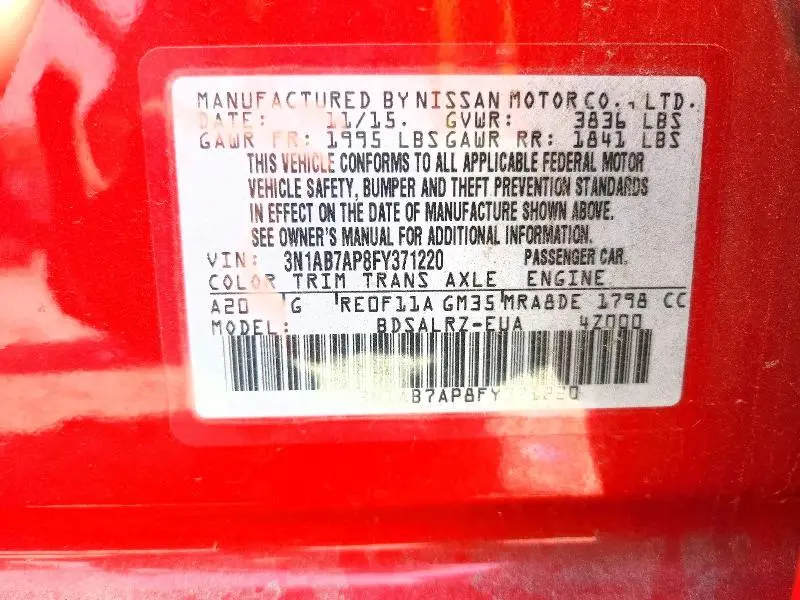 MANUFACTURED BY NISSAN MOTOR CO., LTD.
DATE: 11/15. GVWR: 3836 LBS
GAWR FR: 1995 LBS GAWR RR: 1841 LBS
THIS VEHICLE CONFORMS TO ALL APPLICABLE FEDERAL MOTOR
VEHICLE SAFETY, BUMPER AND THEFT PREVENTION STANDARDS
IN EFFECT ON THE DATE OF MANUFACTURE SHOWN ABOVE.
SEE OWNER'S MANUAL FOR ADDITIONAL INFORMATION.
VIN: 3N1AB7AP8FY371220 PASSENGER CAR.
COLOR TRIM TRANS AXLE ENGINE
A20 G RE0F11A GM35 MRA8DE 1798 CC
MODEL: BDSALRZ-EUA 4Z000